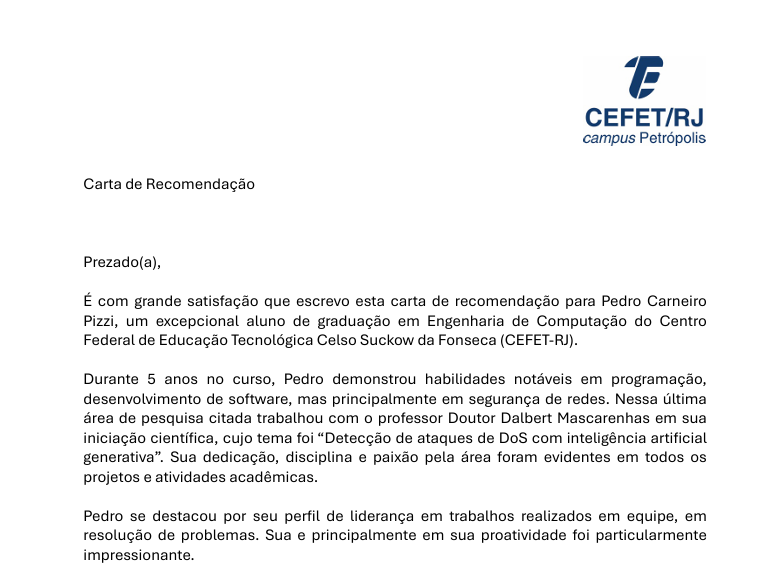 CEFET/RJ
campus Petrópolis
Carta de Recomendação
Prezado(a),
É com grande satisfação que escrevo esta carta de recomendação para Pedro Carneiro
Pizzi, um excepcional aluno de graduação em Engenharia de Computação do Centro
Federal de Educação Tecnológica Celso Suckow da Fonseca (CEFET-RJ).
Durante 5 anos no curso, Pedro demonstrou habilidades notáveis em programação,
desenvolvimento de software, mas principalmente em segurança de redes. Nessa última
área de pesquisa citada trabalhou com o professor Doutor Dalbert Mascarenhas em sua
iniciação científica, cujo tema foi “Detecção de ataques de DoS com inteligência artificial
generativa”. Sua dedicação, disciplina e paixão pela área foram evidentes em todos os
projetos e atividades acadêmicas.
Pedro se destacou por seu perfil de liderança em trabalhos realizados em equipe, em
resolução de problemas. Sua e principalmente em sua proatividade foi particularmente
impressionante.